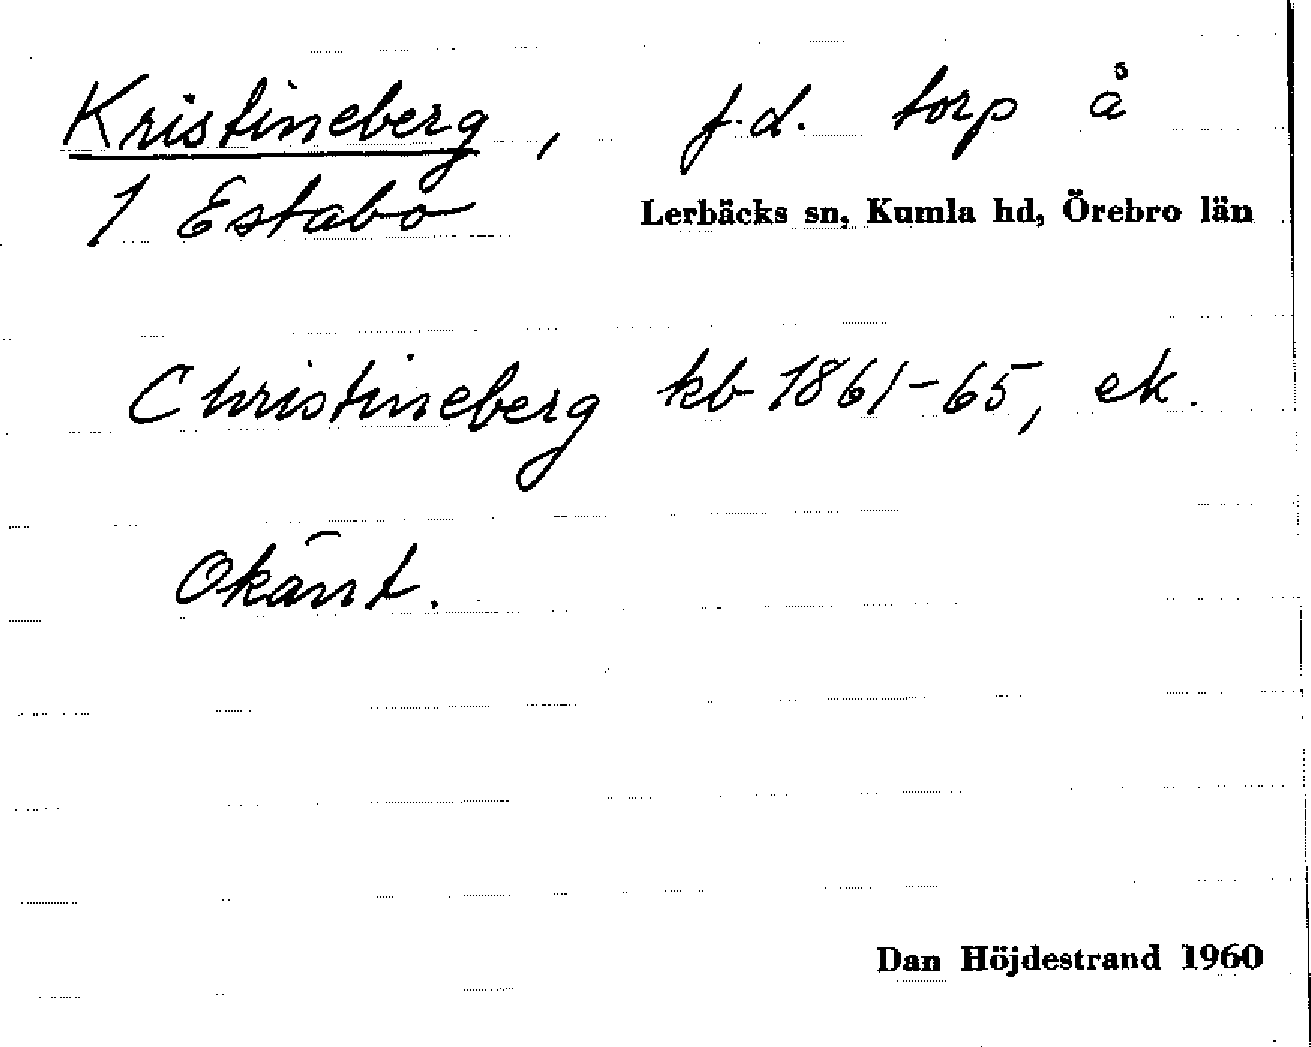 Kristineberg, f.d. torp å
1 Estabo Lerbäcks sn, Kumla hd, Örebro län
Christineberg kb 1861-65, ek.
Okänt.
Dan Höjdestrand 1960